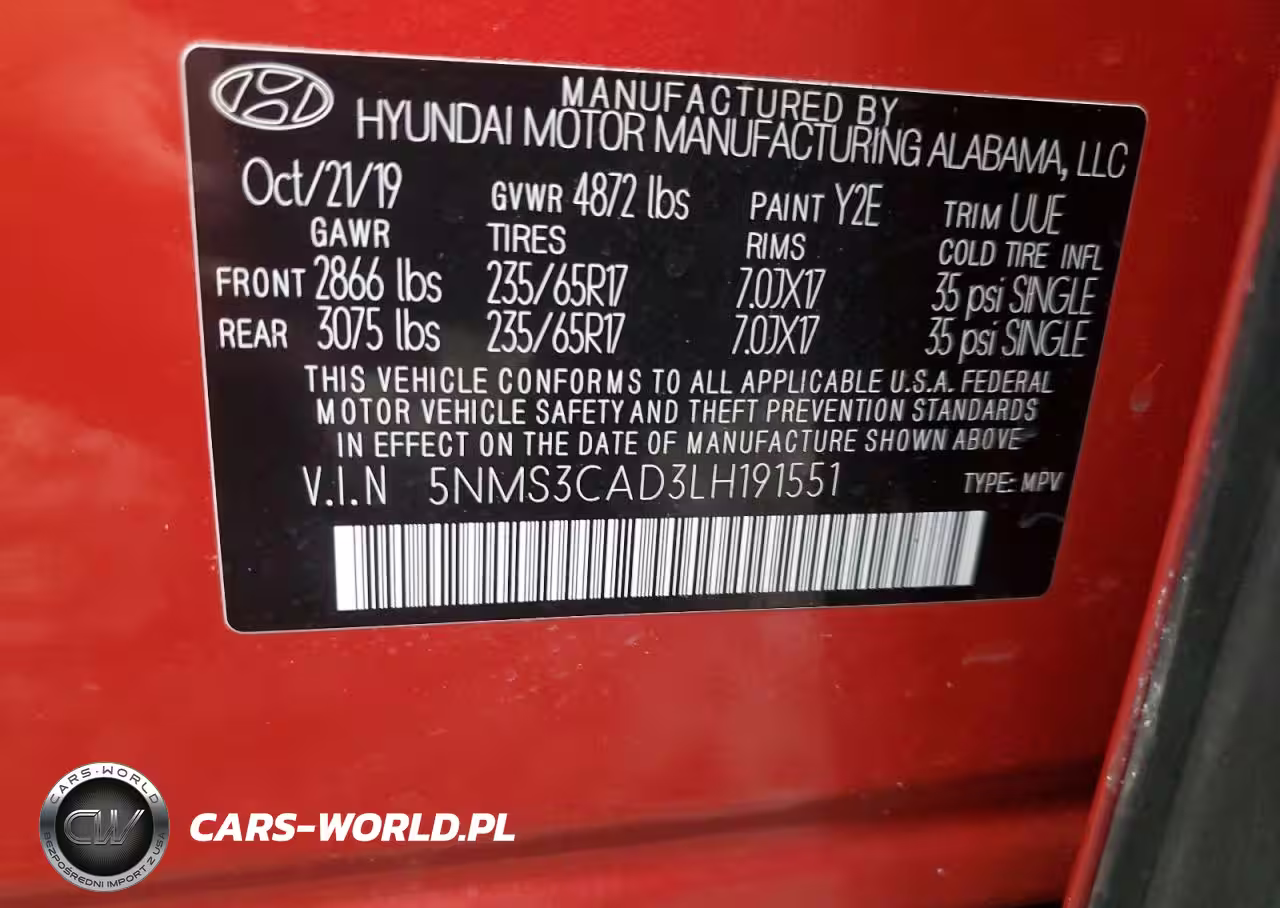 MANUFACTURED BY
HYUNDAI MOTOR MANUFACTURING ALABAMA, LLC
Oct/21/19 GVWR 4872 lbs PAINT Y2E TRIM UUE
GAWR TIRES RIMS COLD TIRE INFL
FRONT 2866 lbs 235/65R17 7.0JX17 35 psi SINGLE
REAR 3075 lbs 235/65R17 7.0JX17 35 psi SINGLE
THIS VEHICLE CONFORMS TO ALL APPLICABLE U.S.A. FEDERAL
MOTOR VEHICLE SAFETY AND THEFT PREVENTION STANDARDS
IN EFFECT ON THE DATE OF MANUFACTURE SHOWN ABOVE
V.I.N 5NMS3CAD3LH191551 TYPE: MPV
CARS-WORLD
CW
BEZPOŚREDNI IMPORT Z USA
CARS-WORLD.PL